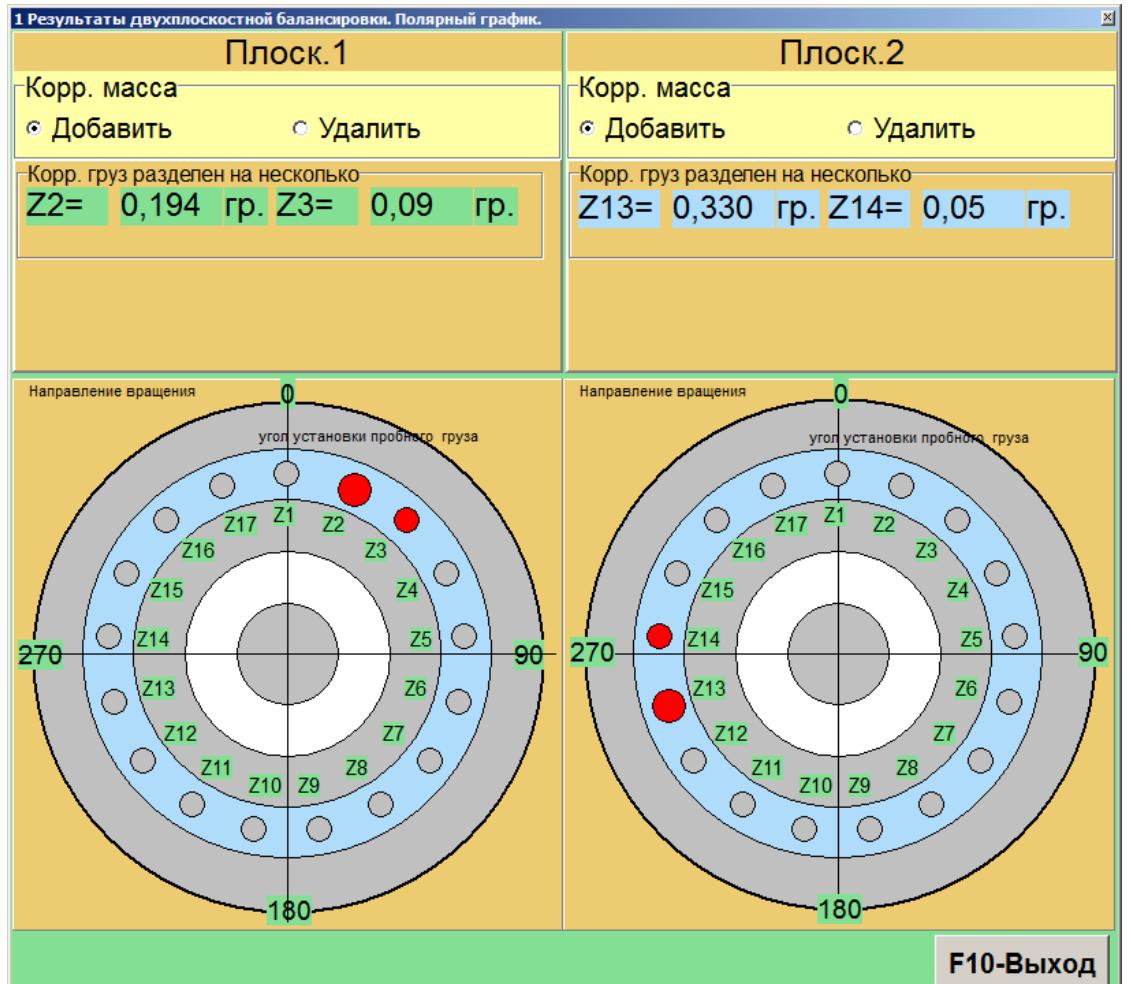 1 Результаты двухплоскостной балансировки. Полярный график.
Плоск.1
Корр. масса
Добавить
Удалить
Корр. груз разделен на несколько
Z2= 0,194 гр. Z3= 0,09 гр.
Плоск.2
Корр. масса
Добавить
Удалить
Корр. груз разделен на несколько
Z13= 0,330 гр. Z14= 0,05 гр.
Направление вращения
0
угол установки пробного груза
Z1
Z2
Z3
Z4
Z5
Z6
Z7
Z8
Z9
Z10
Z11
Z12
Z13
Z14
Z15
Z16
Z17
90
180
270
Направление вращения
0
угол установки пробного груза
Z1
Z2
Z3
Z4
Z5
Z6
Z7
Z8
Z9
Z10
Z11
Z12
Z13
Z14
Z15
Z16
Z17
90
180
270
F10-Выход